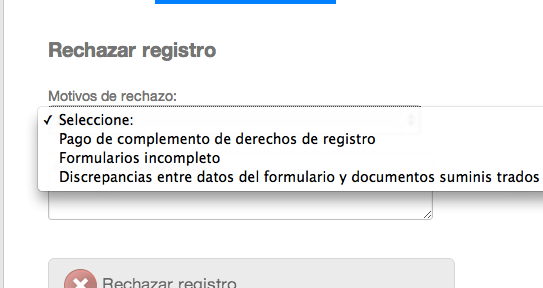 Rechazar registro
Motivos de rechazo:
✓ Seleccione:
Pago de complemento de derechos de registro
Formularios incompleto
Discrepancias entre datos del formulario y documentos suminis trados
Rechazar registro